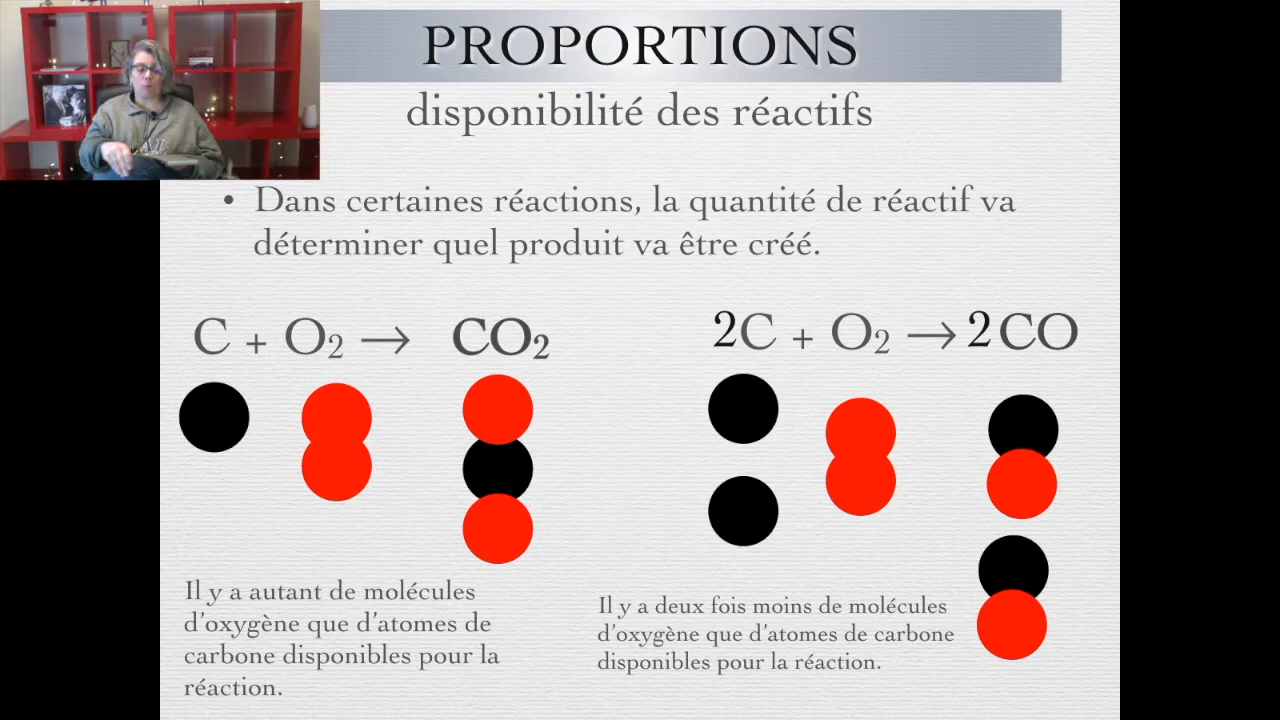 PROPORTIONS
disponibilité des réactifs
• Dans certaines réactions, la quantité de réactif va
déterminer quel produit va être créé.
C + O₂ → CO₂
2C + O₂ → 2 CO
Il y a autant de molécules
d'oxygène que d'atomes de
carbone disponibles pour la
réaction.
Il y a deux fois moins de molécules
d'oxygène que d'atomes de carbone
disponibles pour la réaction.